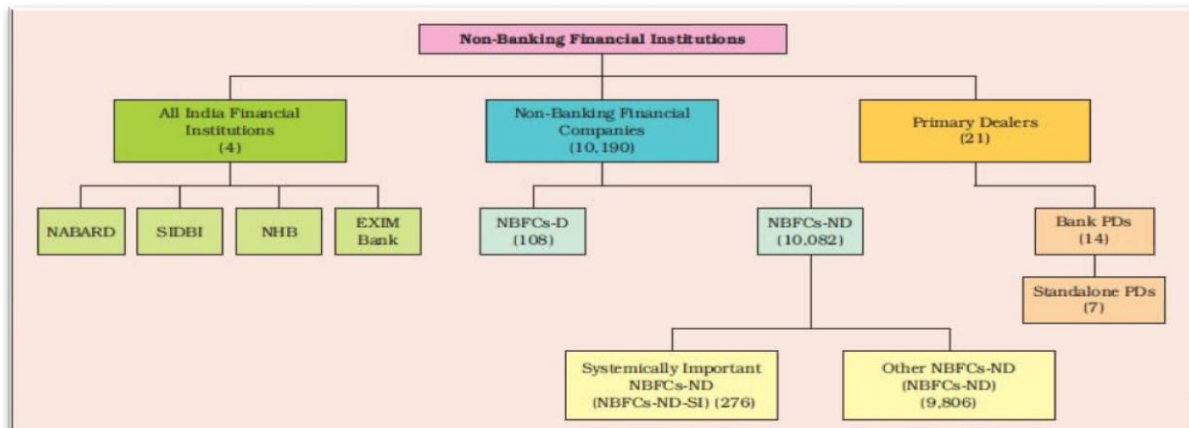 Non-Banking Financial Institutions
All India Financial
Institutions
(4)
Non-Banking Financial
Companies
(10,190)
Primary Dealers
(21)
NABARD
SIDBI
NHB
EXIM
Bank
NBFCs-D
(108)
NBFCs-ND
(10,082)
Bank PDs
(14)
Standalone PDs
(7)
Systemically Important
NBFCs-ND
(NBFCs-ND-SI) (276)
Other NBFCs-ND
(NBFCs-ND)
(9,806)